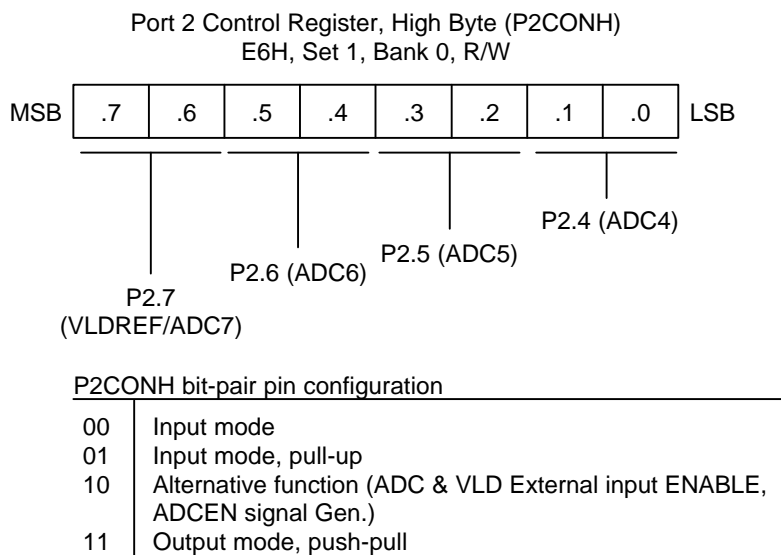 Port 2 Control Register, High Byte (P2CONH)
E6H, Set 1, Bank 0, R/W
MSB .7 .6 .5 .4 .3 .2 .1 .0 LSB
P2.4 (ADC4)
P2.5 (ADC5)
P2.6 (ADC6)
P2.7
(VLDREF/ADC7)
P2CONH bit-pair pin configuration
00 Input mode
01 Input mode, pull-up
10 Alternative function (ADC & VLD External input ENABLE,
ADCEN signal Gen.)
11 Output mode, push-pull